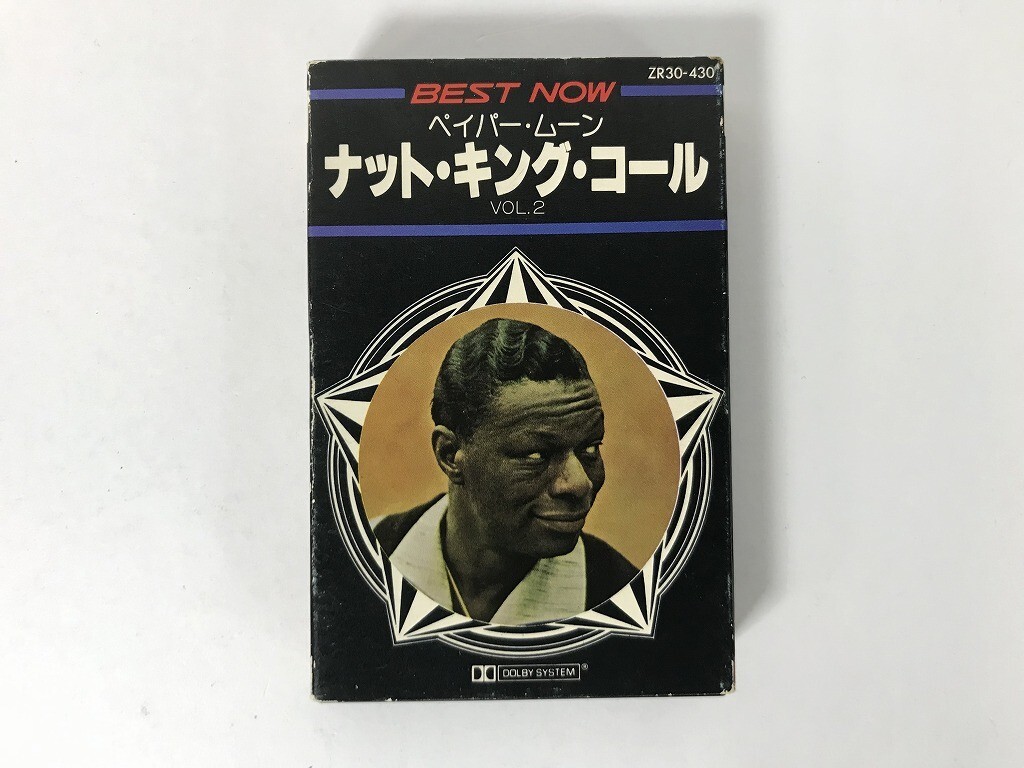 ZR30-430
BEST NOW
ペイパー・ムーン
ナット・キング・コール
VOL.2
DOLBY SYSTEM®